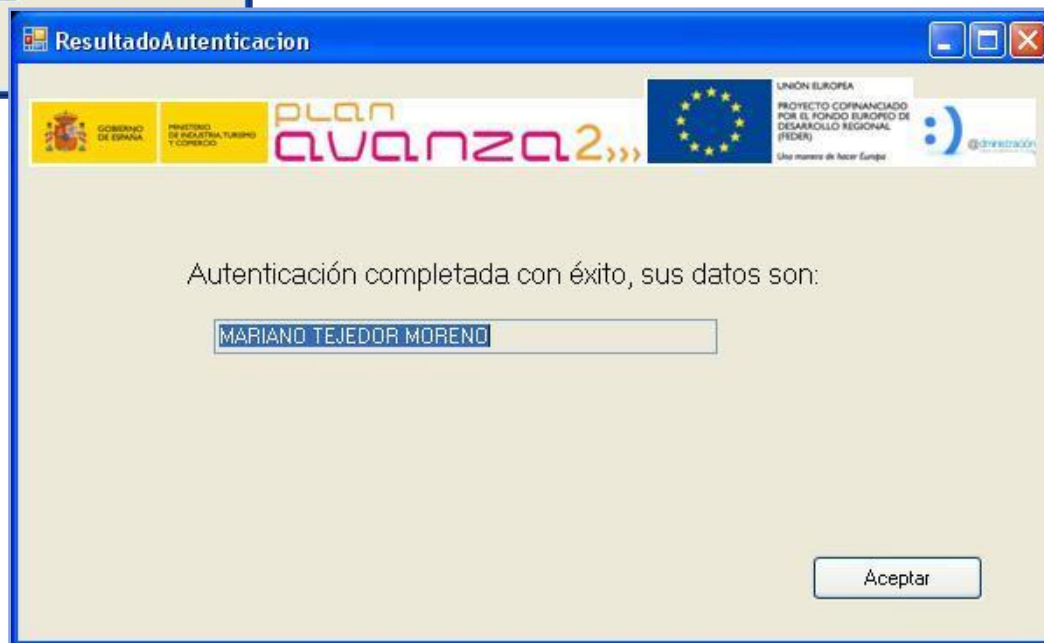 ResultadoAutenticacion
GOBIERNO
DE ESPAÑA
MINISTERIO
DE INDUSTRIA, TURISMO
Y COMERCIO
PLan
avanza2>>>
UNIÓN EUROPEA
PROYECTO COFINANCIADO
POR EL FONDO EUROPEO DE
DESARROLLO REGIONAL
(FEDER)
Una manera de hacer Europa
:)
@dministración
Autenticación completada con éxito, sus datos son:
MARIANO TEJEDOR MORENO
Aceptar